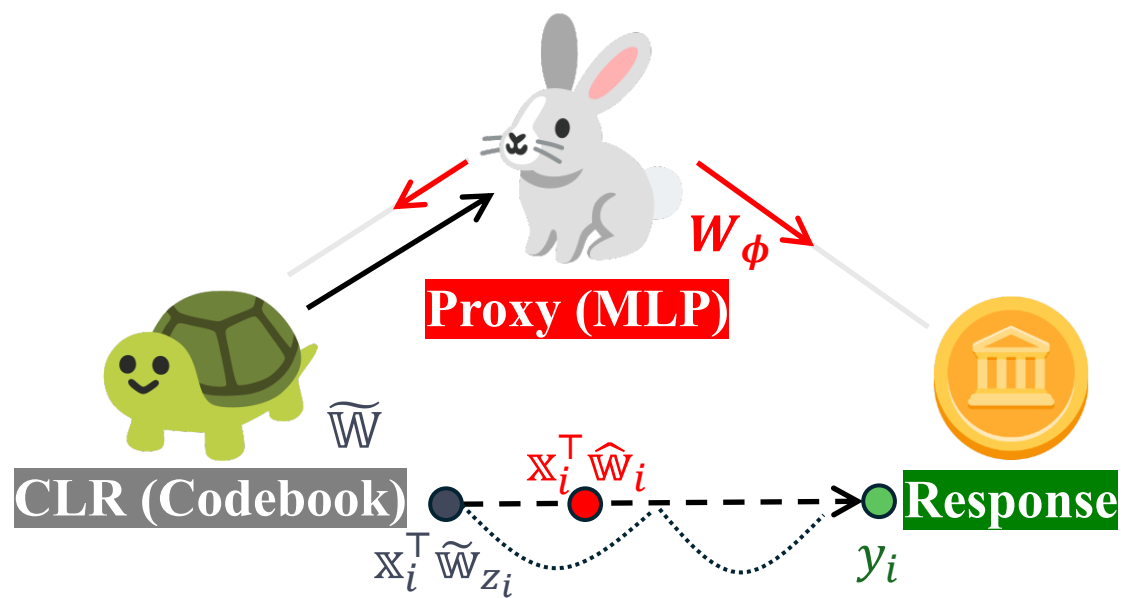 W_ϕ
Proxy (MLP)
𝕎̃
𝕩_i^⊤ 𝕨̂_i
CLR (Codebook)
Response
𝕩_i^⊤ 𝕨̃_{z_i}
y_i